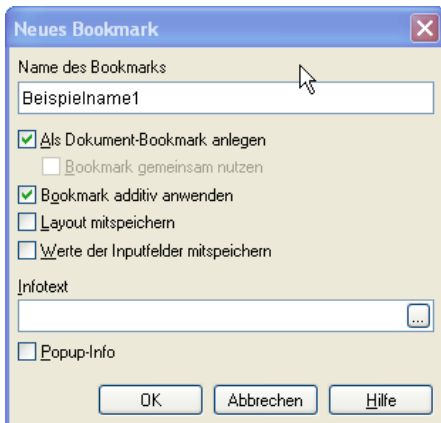 Neues Bookmark
Name des Bookmarks
Beispielname1
Als Dokument-Bookmark anlegen
Bookmark gemeinsam nutzen
Bookmark additiv anwenden
Layout mitspeichern
Werte der Inputfelder mitspeichern
Infotext
...
Popup-Info
OK Abbrechen Hilfe